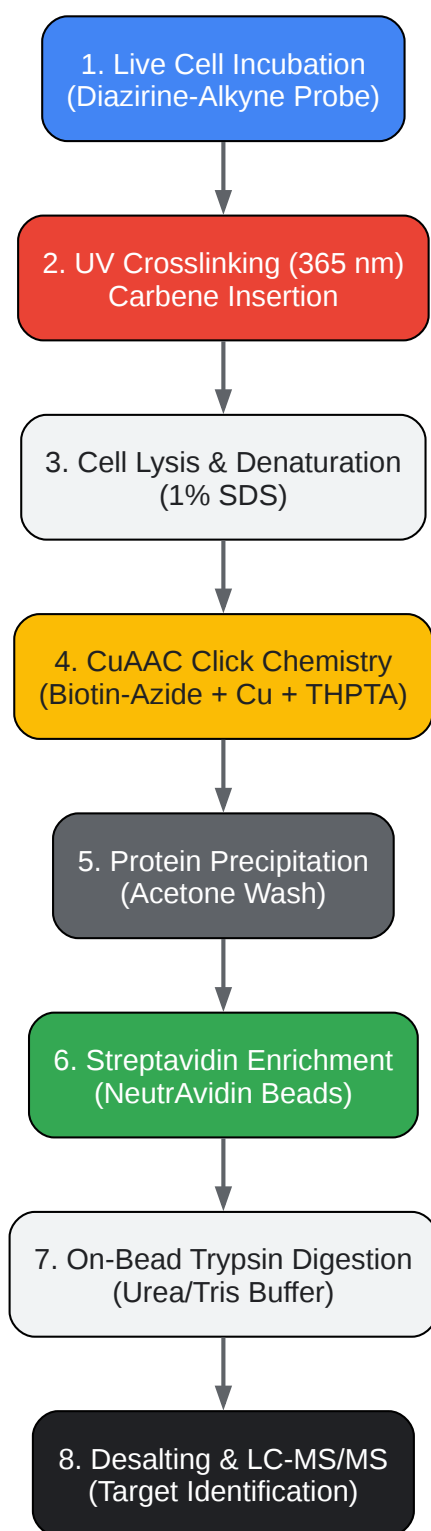 1. Live Cell Incubation
(Diazirine-Alkyne Probe)
2. UV Crosslinking (365 nm)
Carbene Insertion
3. Cell Lysis & Denaturation
(1% SDS)
4. CuAAC Click Chemistry
(Biotin-Azide + Cu + THPTA)
5. Protein Precipitation
(Acetone Wash)
6. Streptavidin Enrichment
(NeutrAvidin Beads)
7. On-Bead Trypsin Digestion
(Urea/Tris Buffer)
8. Desalting & LC-MS/MS
(Target Identification)